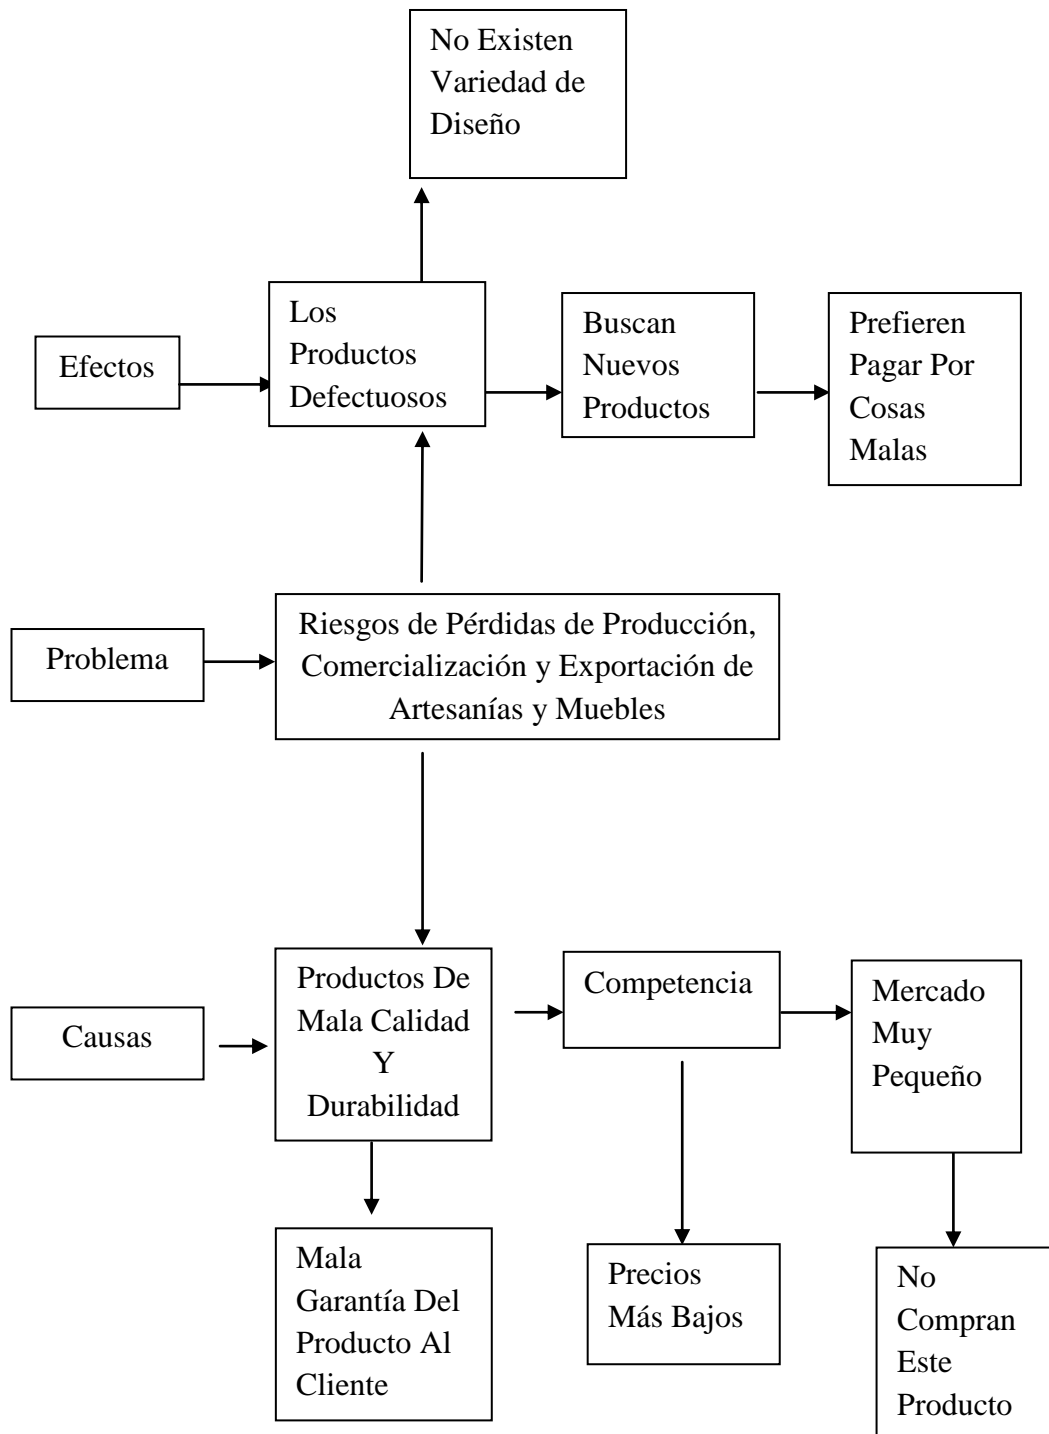 No Existen
Variedad de
Diseño
Efectos
Los
Productos
Defectuosos
Buscan
Nuevos
Productos
Prefieren
Pagar Por
Cosas
Malas
Problema
Riesgos de Pérdidas de Producción,
Comercialización y Exportación de
Artesanías y Muebles
Causas
Productos De
Mala Calidad
Y
Durabilidad
Competencia
Mercado
Muy
Pequeño
Mala
Garantía Del
Producto Al
Cliente
Precios
Más Bajos
No
Compran
Este
Producto